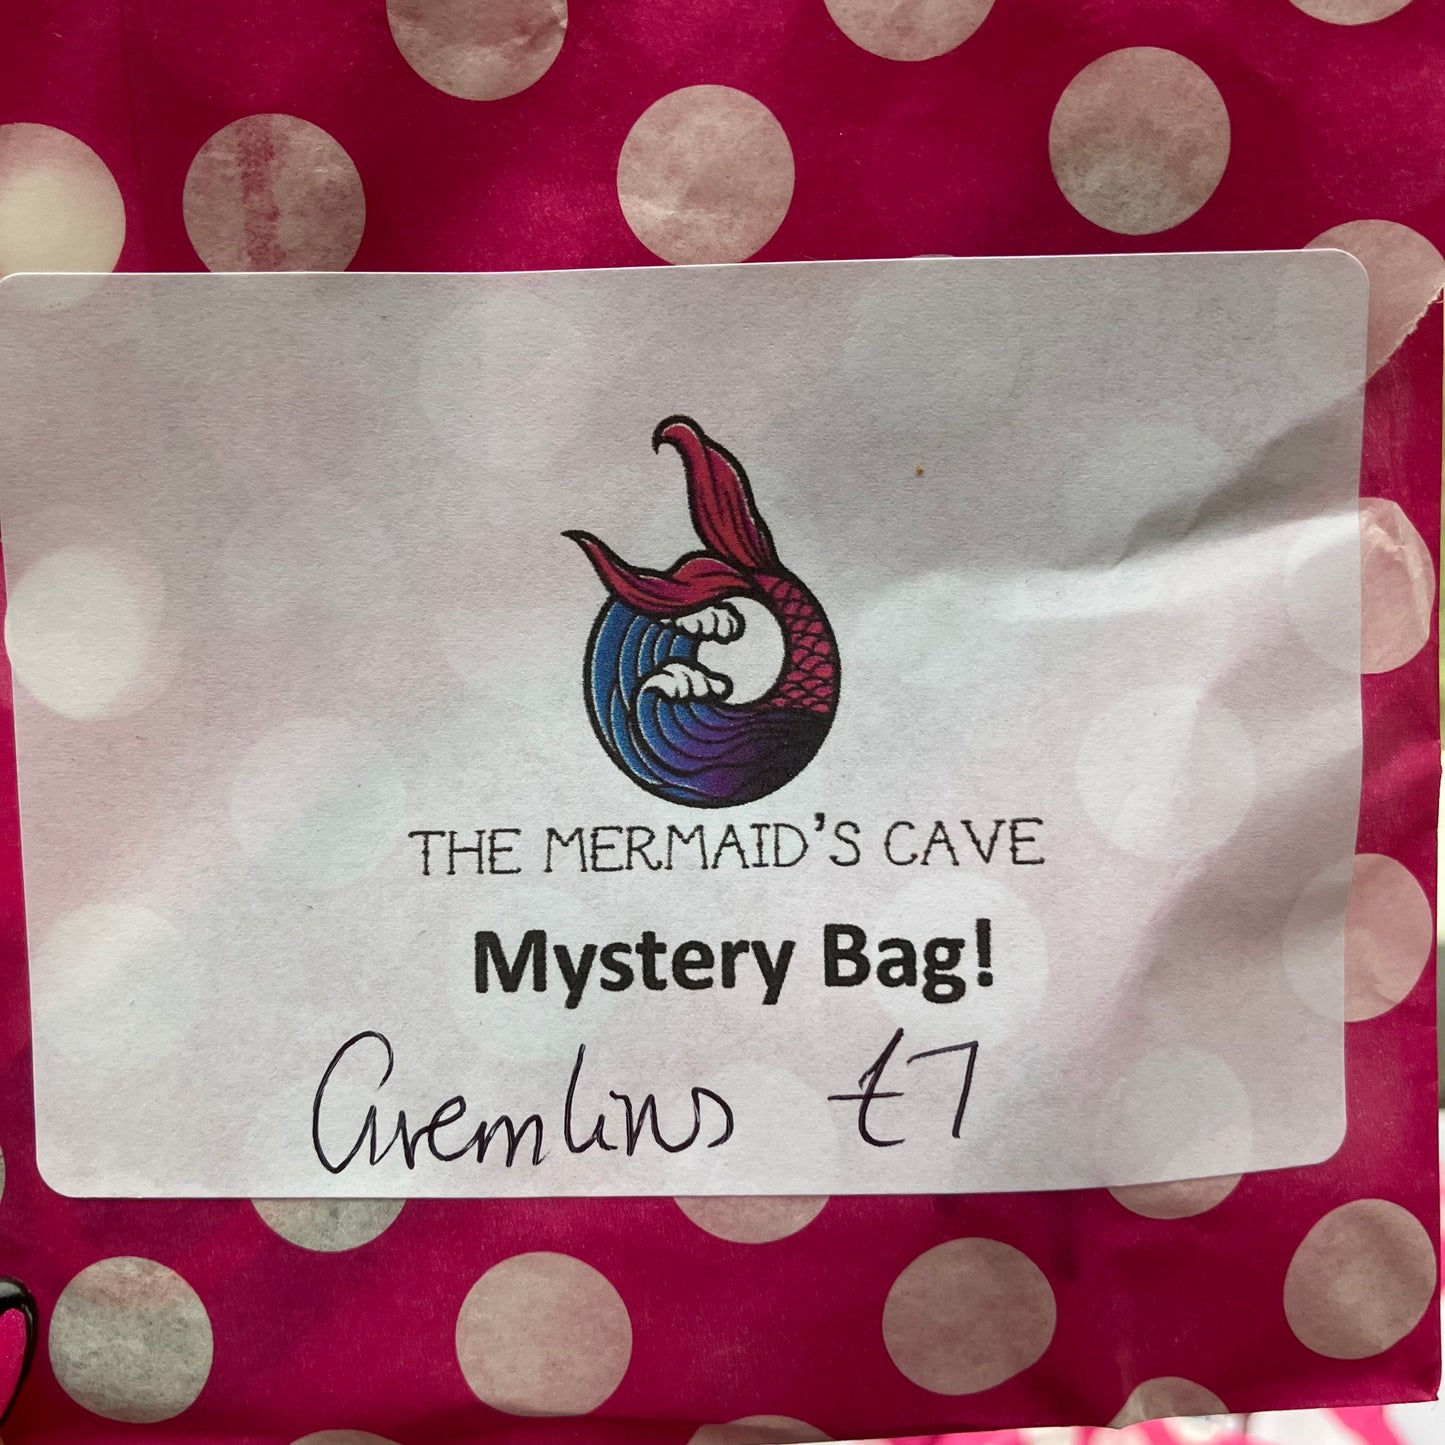 THE MERMAID'S CAVE
Mystery Bag!
Gremlins £7